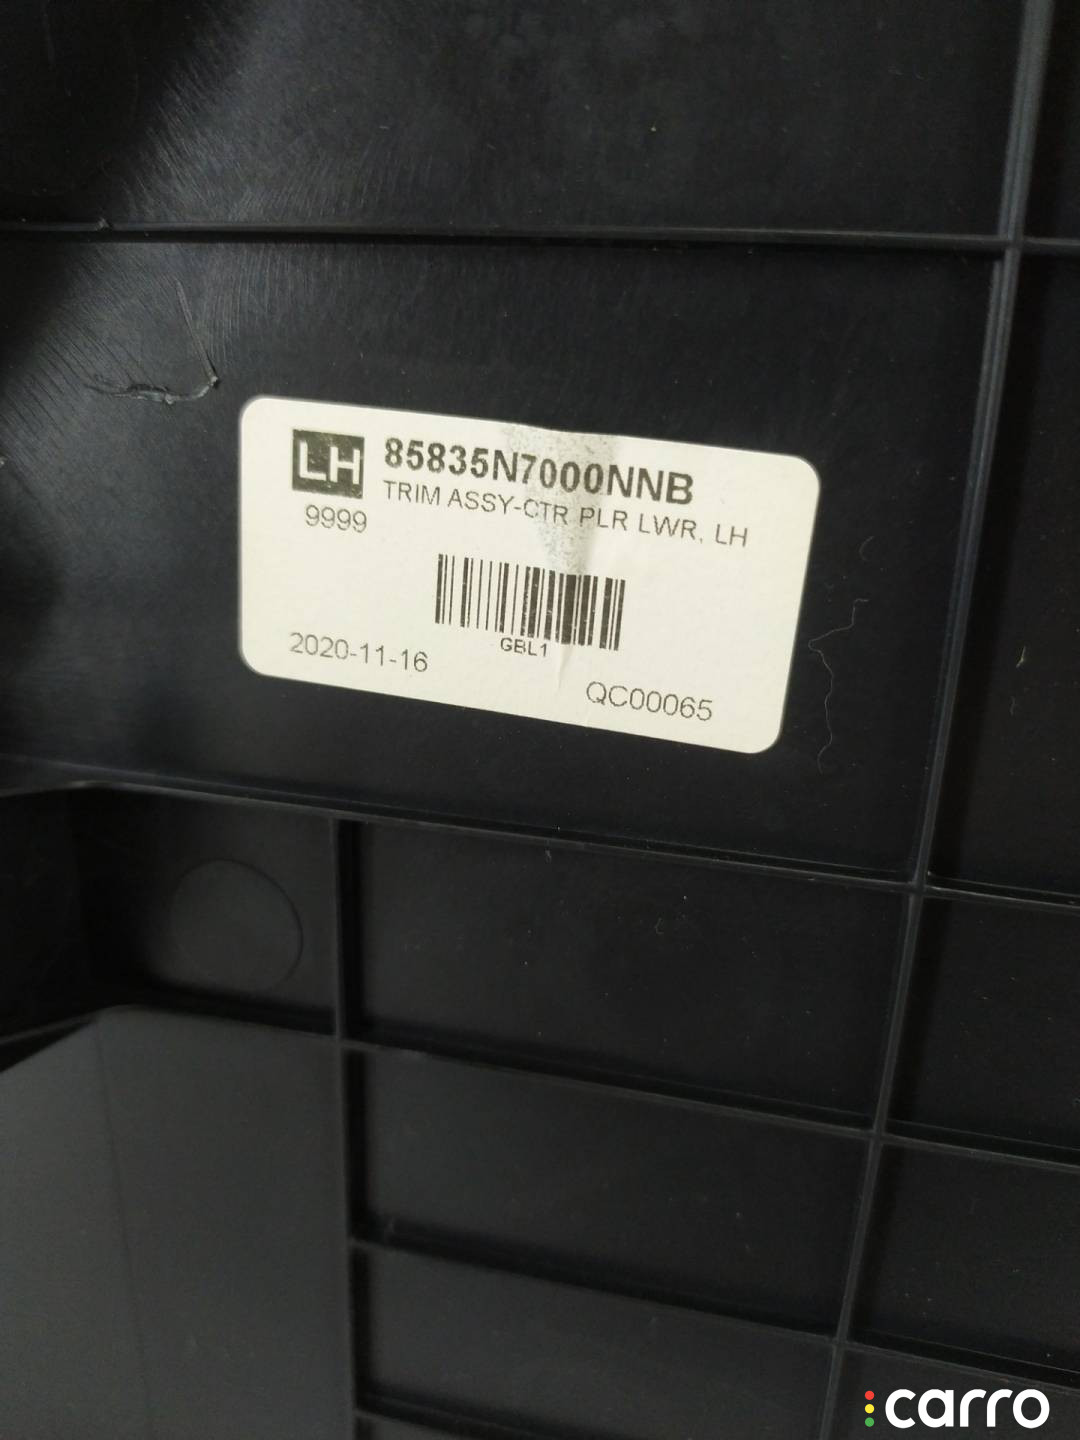 LH 85835N7000NNB
TRIM ASSY-CTR PLR LWR, LH
9999
GBL1
2020-11-16
QC00065
carro